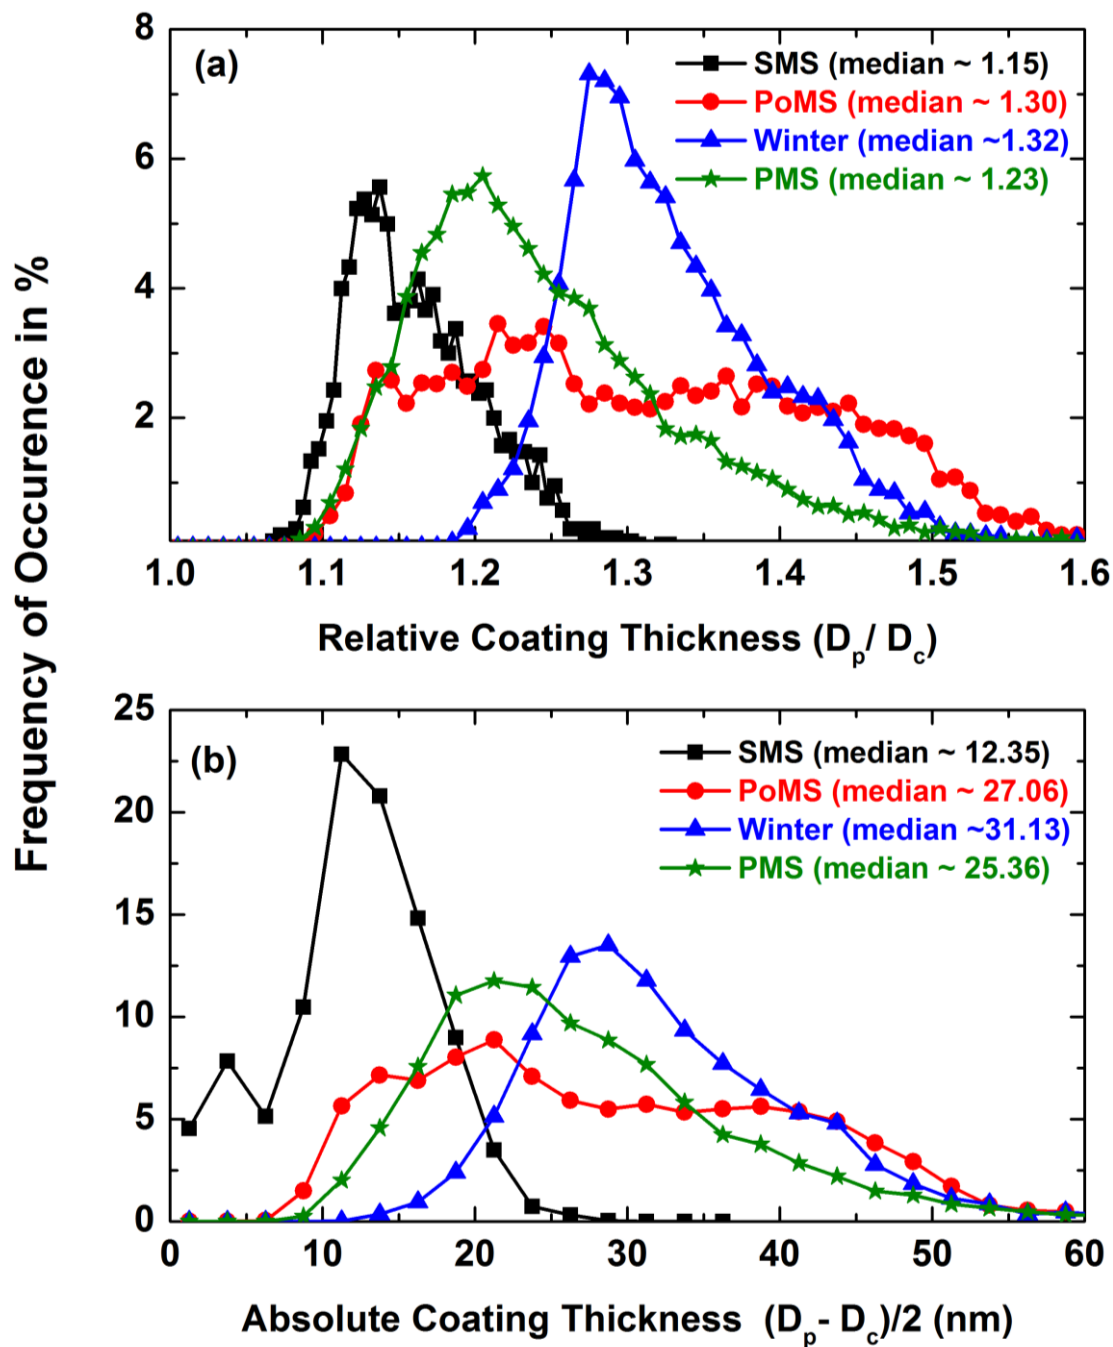 Frequency of Occurence in %
8
6
4
2
(a)
SMS (median ~ 1.15)
PoMS (median ~ 1.30)
Winter (median ~1.32)
PMS (median ~ 1.23)
1.0 1.1 1.2 1.3 1.4 1.5 1.6
Relative Coating Thickness (Dp/ Dc)
25
20
15
10
5
0
(b)
SMS (median ~ 12.35)
PoMS (median ~ 27.06)
Winter (median ~31.13)
PMS (median ~ 25.36)
0 10 20 30 40 50 60
Absolute Coating Thickness (Dp- Dc)/2 (nm)